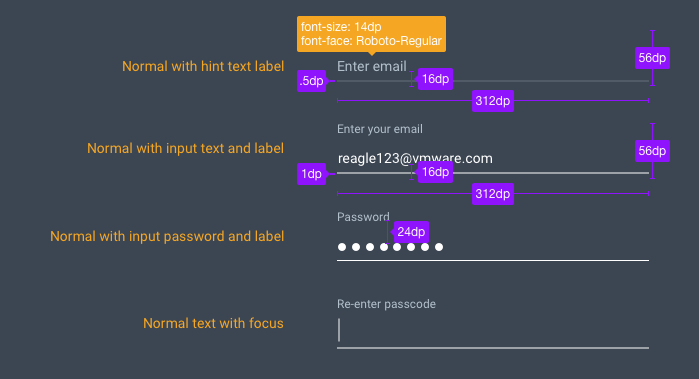 font-size: 14dp
font-face: Roboto-Regular
Normal with hint text label
Enter email
.5dp
16dp
56dp
312dp
Enter your email
Normal with input text and label
reagle123@vmware.com
56dp
1dp
16dp
312dp
Password
Normal with input password and label
24dp
Re-enter passcode
Normal text with focus